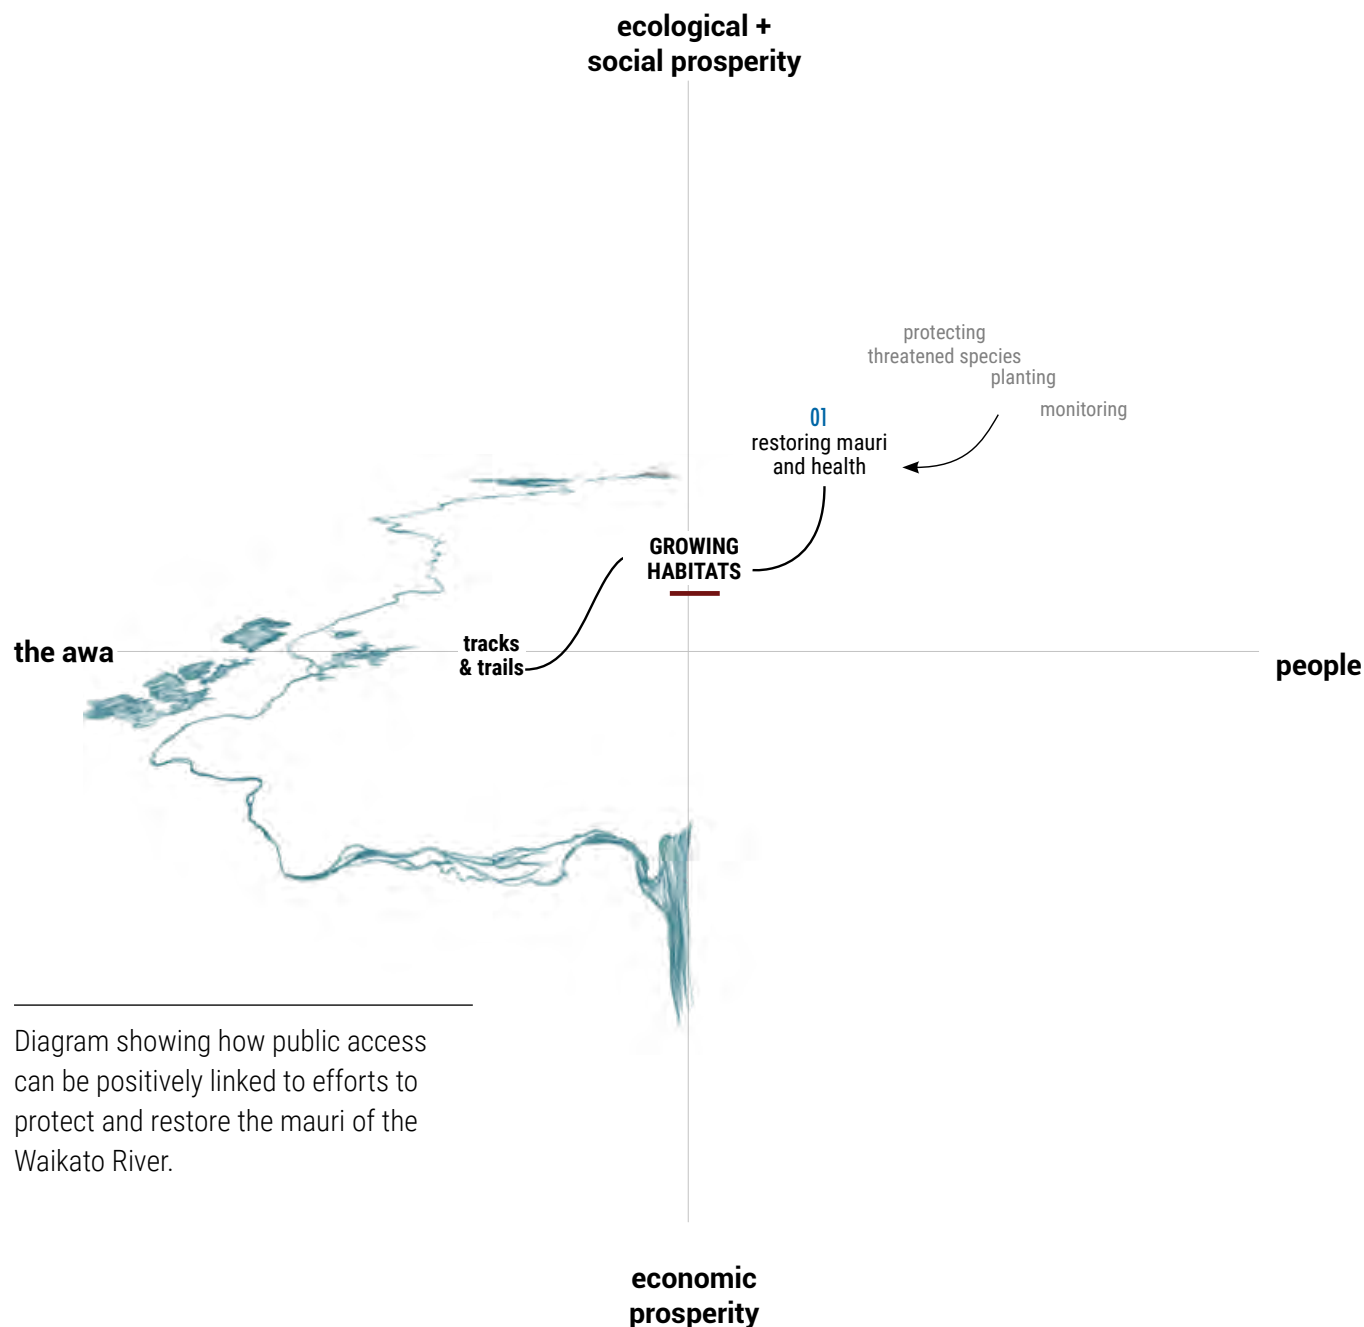 ecological +
social prosperity
protecting
threatened species
planting
monitoring
01
restoring mauri
and health
GROWING
HABITATS
the awa
tracks
& trails
people
Diagram showing how public access
can be positively linked to efforts to
protect and restore the mauri of the
Waikato River.
economic
prosperity